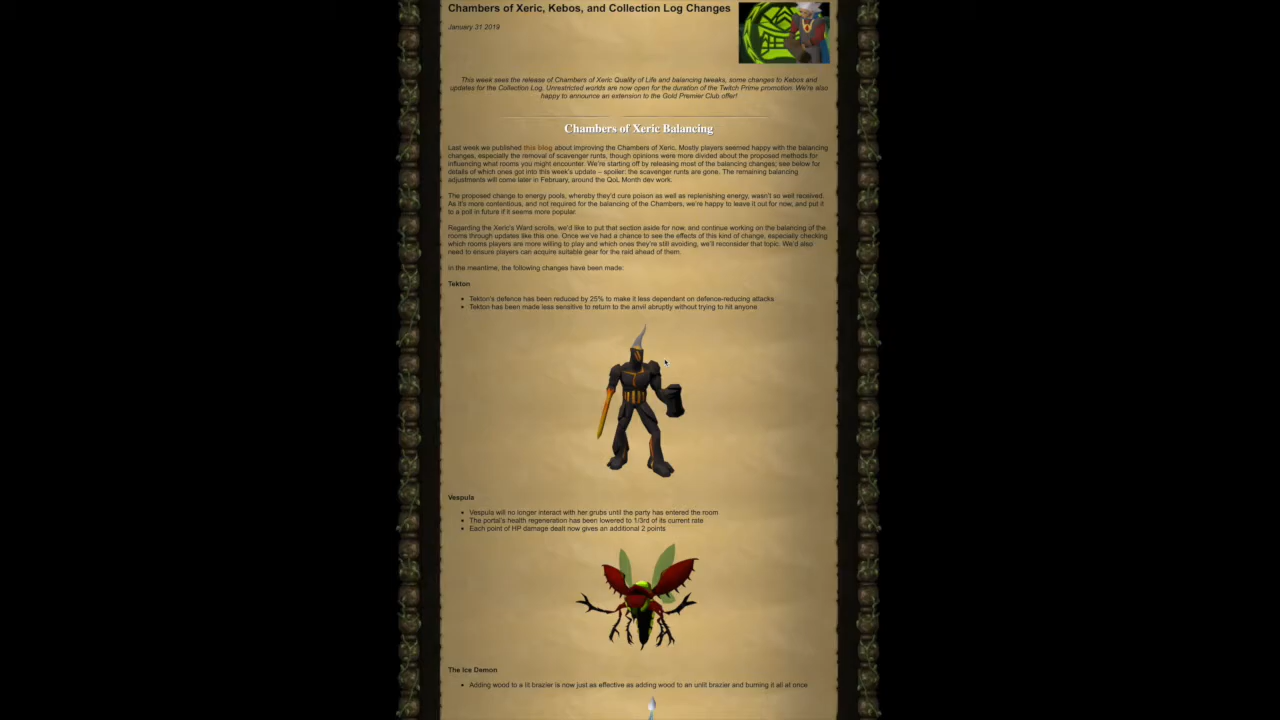 Chambers of Xeric, Kebos, and Collection Log Changes
January 31 2019
This week sees the release of Chambers of Xeric Quality of Life and balancing tweaks, some changes to Kebos and
updates for the Collection Log. Unrestricted worlds are now open for the duration of the Twitch Prime promotion. We're also
happy to announce an extension to the Gold Premier Club offer!
Chambers of Xeric Balancing
Last week we published this blog about improving the Chambers of Xeric. Mostly players seemed happy with the balancing
changes, especially the removal of scavenger runts, though opinions were more divided about the proposed methods for
influencing what rooms you might encounter. We're starting off by releasing most of the balancing changes; see below for
details of which ones got into this week's update – spoiler: the scavenger runts are gone. The remaining balancing
adjustments will come later in February, around the QoL Month dev work.
The proposed change to energy pools, whereby they'd cure poison as well as replenishing energy, wasn't so well received.
As it's more contentious, and not required for the balancing of the Chambers, we're happy to leave it out for now, and put it
to a poll in future if it seems more popular.
Regarding the Xeric's Ward scrolls, we'd like to put that section aside for now, and continue working on the balancing of the
rooms through updates like this one. Once we've had a chance to see the effects of this kind of change, especially checking
which rooms players are more willing to play and which ones they're still avoiding, we'll reconsider that topic. We'd also
need to ensure players can acquire suitable gear for the raid ahead of them.
In the meantime, the following changes have been made:
Tekton
• Tekton's defence has been reduced by 25% to make it less dependant on defence-reducing attacks
• Tekton has been made less sensitive to return to the anvil abruptly without trying to hit anyone
Vespula
• Vespula will no longer interact with her grubs until the party has entered the room
• The portal's health regeneration has been lowered to 1/3rd of its current rate
• Each point of HP damage dealt now gives an additional 2 points
The Ice Demon
• Adding wood to a lit brazier is now just as effective as adding wood to an unlit brazier and burning it all at once